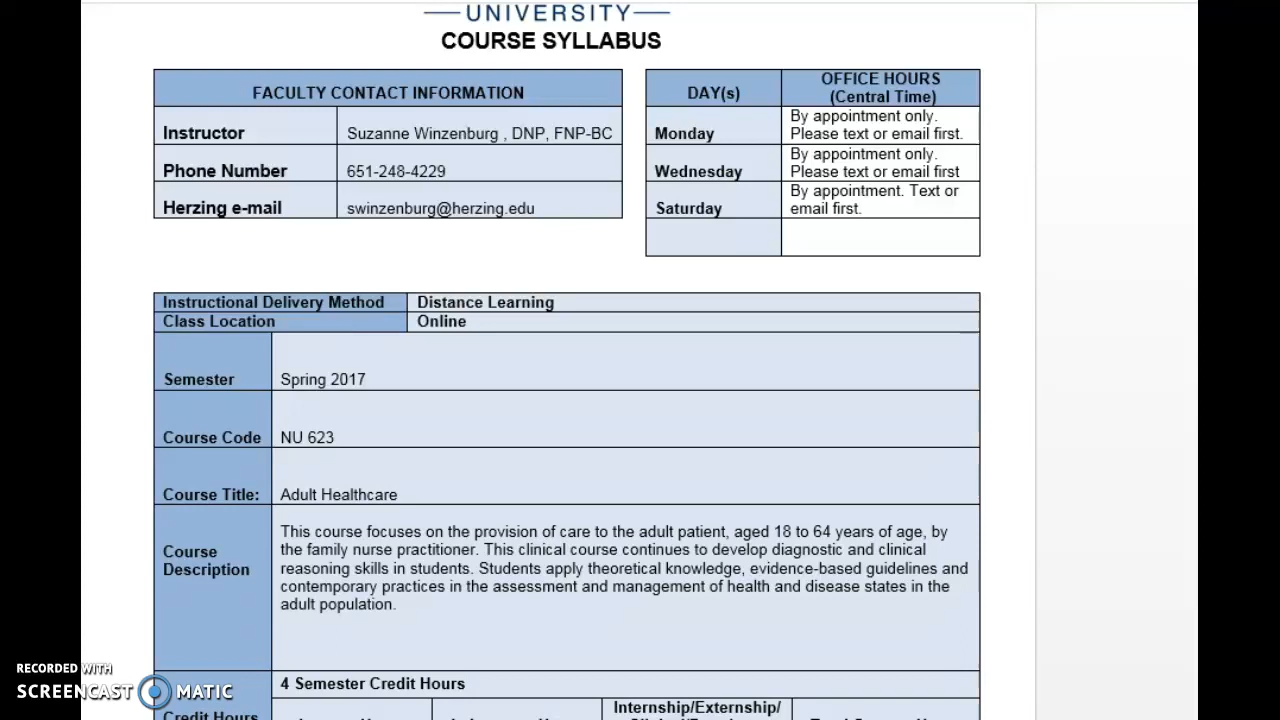 UNIVERSITY
COURSE SYLLABUS
FACULTY CONTACT INFORMATION
Instructor
Suzanne Winzenburg , DNP, FNP-BC
Phone Number
651-248-4229
Herzing e-mail
swinzenburg@herzing.edu
DAY(s)
OFFICE HOURS
(Central Time)
Monday
By appointment only.
Please text or email first.
Wednesday
By appointment only.
Please text or email first
Saturday
By appointment. Text or
email first.
Instructional Delivery Method
Distance Learning
Class Location
Online
Semester
Spring 2017
Course Code
NU 623
Course Title:
Adult Healthcare
Course
Description
This course focuses on the provision of care to the adult patient, aged 18 to 64 years of age, by
the family nurse practitioner. This clinical course continues to develop diagnostic and clinical
reasoning skills in students. Students apply theoretical knowledge, evidence-based guidelines and
contemporary practices in the assessment and management of health and disease states in the
adult population.
4 Semester Credit Hours
Credit Hours
Internship/Externship/
RECORDED WITH
SCREENCAST MATIC